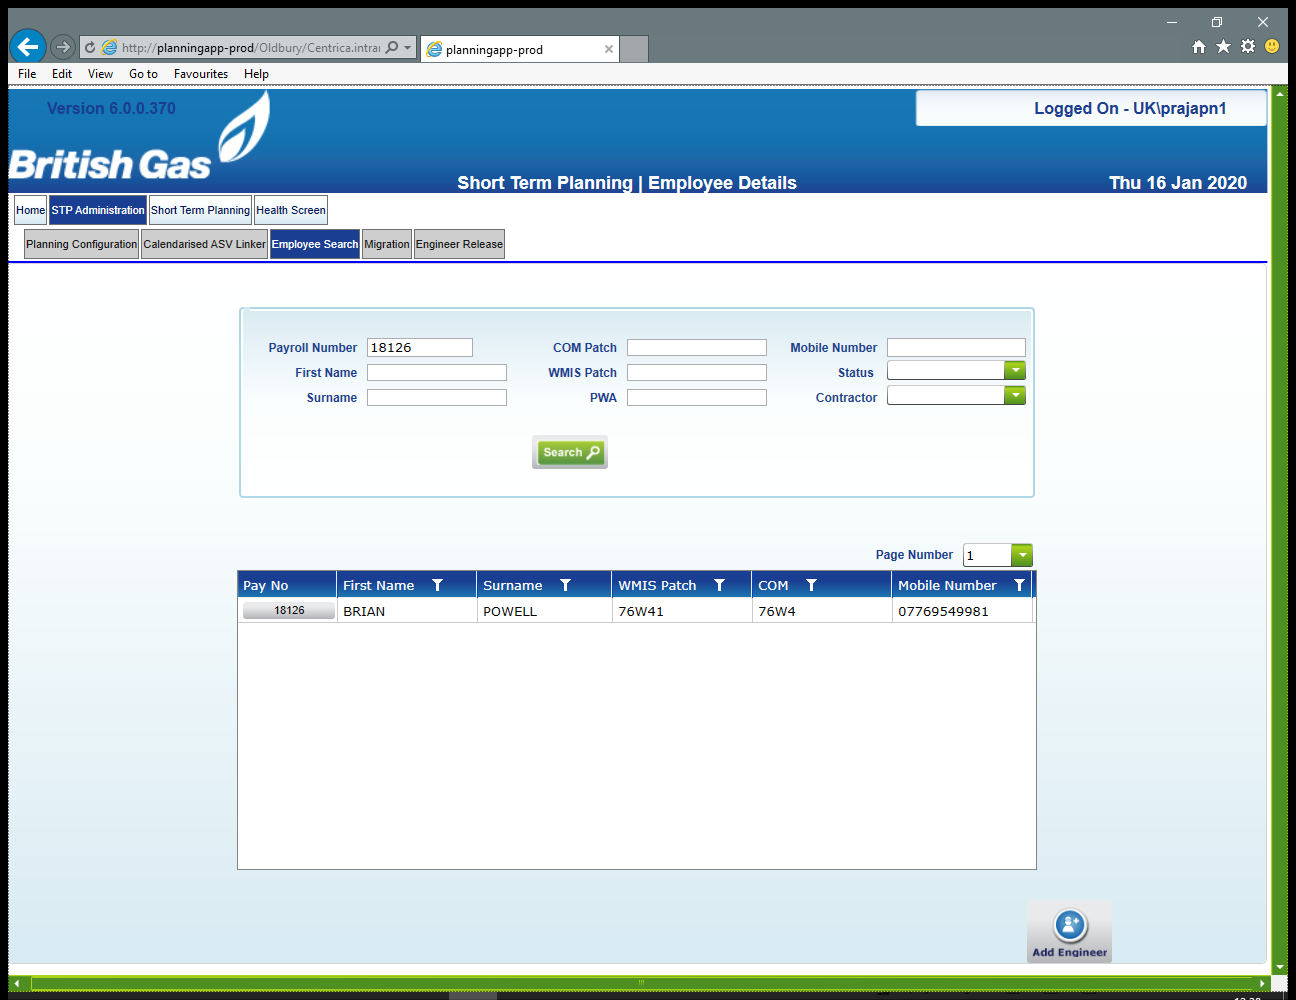 http://planningapp-prod/Oldbury/Centrica.intra
planningapp-prod
File Edit View Go to Favourites Help
Version 6.0.0.370
Logged On - UK\prajapn1
British Gas
Short Term Planning | Employee Details
Thu 16 Jan 2020
Home STP Administration Short Term Planning Health Screen
Planning Configuration Calendarised ASV Linker Employee Search Migration Engineer Release
Payroll Number 18126 COM Patch Mobile Number
First Name WMIS Patch Status
Surname PWA Contractor
Search
Page Number 1
Pay No First Name Surname WMIS Patch COM Mobile Number
18126 BRIAN POWELL 76W41 76W4 07769549981
Add Engineer